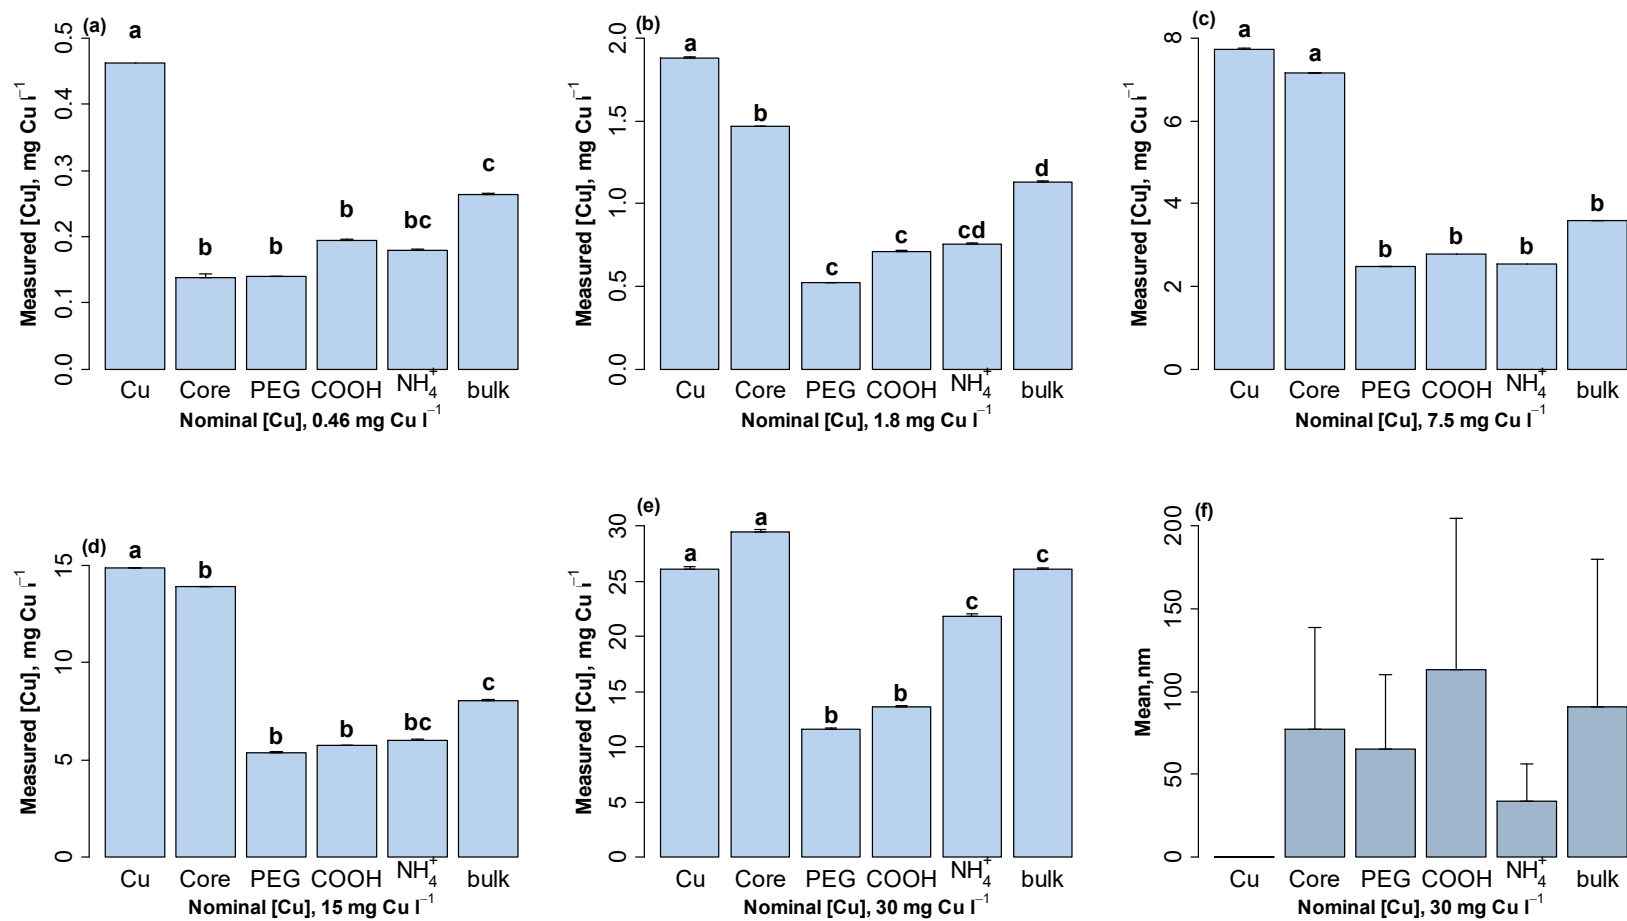 (a)
Measured [Cu], mg Cu l⁻¹
0.5
0.4
0.3
0.2
0.1
0.0
a
b
b
b
bc
c
Cu Core PEG COOH NH₄⁺ bulk
Nominal [Cu], 0.46 mg Cu l⁻¹
(b)
Measured [Cu], mg Cu l⁻¹
2.0
1.5
1.0
0.5
0.0
a
b
c
c
cd
d
Cu Core PEG COOH NH₄⁺ bulk
Nominal [Cu], 1.8 mg Cu l⁻¹
(c)
Measured [Cu], mg Cu l⁻¹
8
6
4
2
0
a
a
b
b
b
b
Cu Core PEG COOH NH₄⁺ bulk
Nominal [Cu], 7.5 mg Cu l⁻¹
(d)
Measured [Cu], mg Cu l⁻¹
15
10
5
0
a
b
b
b
bc
c
Cu Core PEG COOH NH₄⁺ bulk
Nominal [Cu], 15 mg Cu l⁻¹
(e)
Measured [Cu], mg Cu l⁻¹
30
25
20
15
10
5
0
a
a
b
b
c
c
Cu Core PEG COOH NH₄⁺ bulk
Nominal [Cu], 30 mg Cu l⁻¹
(f)
Mean,nm
200
150
100
50
0
Cu Core PEG COOH NH₄⁺ bulk
Nominal [Cu], 30 mg Cu l⁻¹